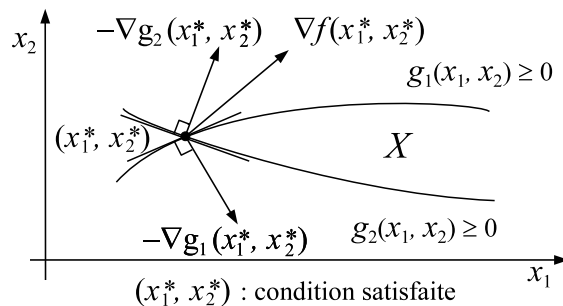 x₂
−∇g₂(x₁*, x₂*)
∇f(x₁*, x₂*)
g₁(x₁, x₂) ≥ 0
(x₁*, x₂*)
X
−∇g₁(x₁*, x₂*)
g₂(x₁, x₂) ≥ 0
x₁
(x₁*, x₂*) : condition satisfaite